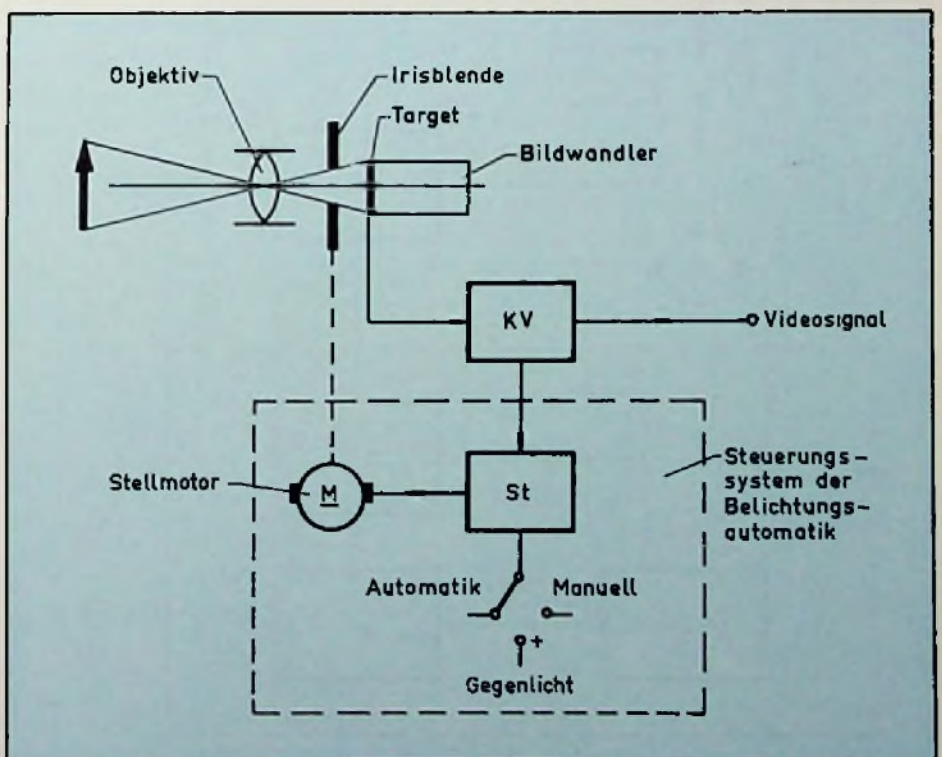 Objektiv
Irisblende
Target
Bildwandler
KV
Videosignal
Stellmotor
M
St
Steuerungs-
system der
Belichtungs-
automatik
Automatik
Manuell
+
Gegenlicht